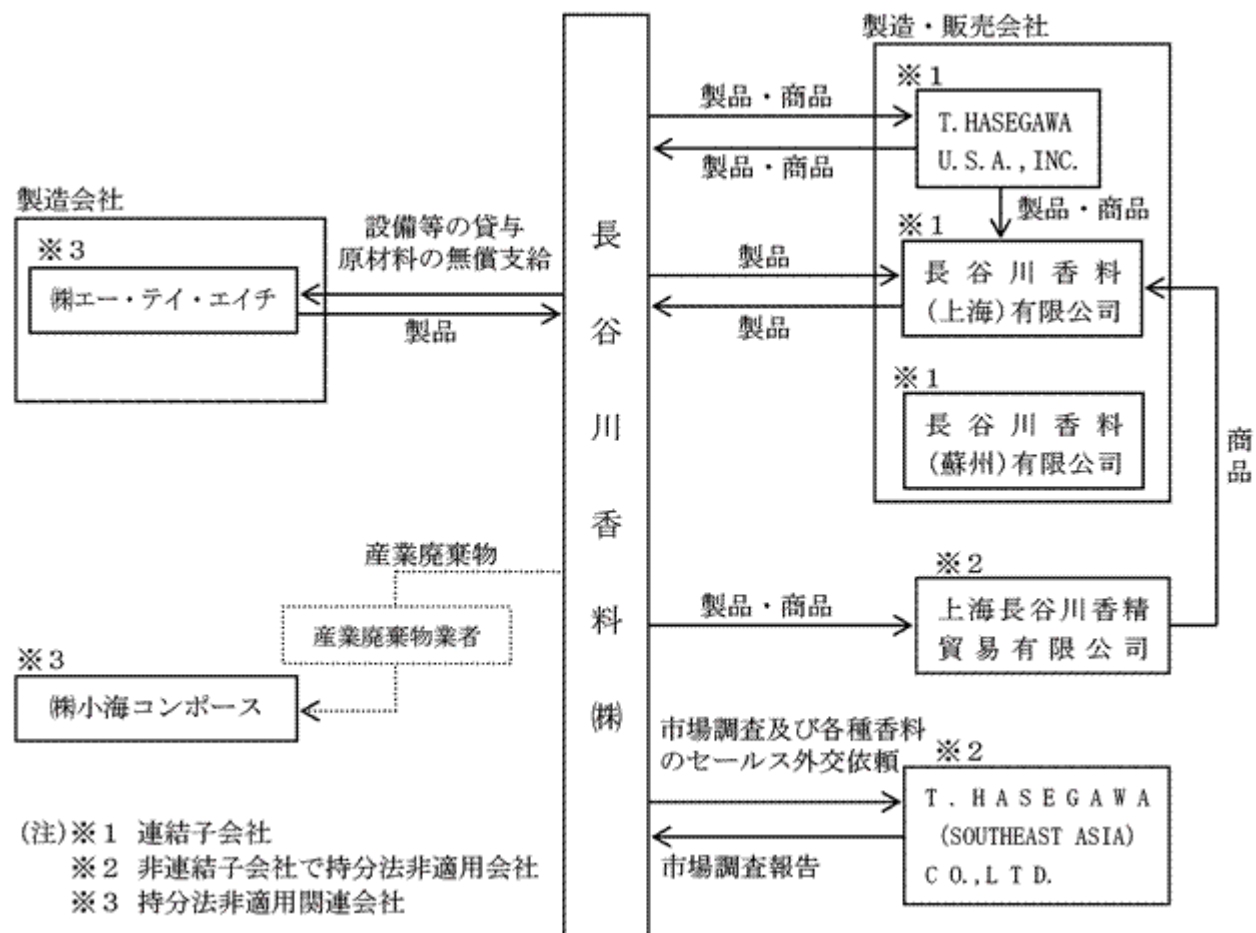 製造・販売会社
※1
T.HASEGAWA
U.S.A.,INC.
製品・商品
製品・商品
製品・商品
※1
長谷川香料
(上海)有限公司
製品
製品
※1
長谷川香料
(蘇州)有限公司
商品
製造会社
※3
㈱エー・テイ・エイチ
設備等の貸与
原材料の無償支給
製品
長谷川香料㈱
産業廃棄物
産業廃棄物業者
※3
㈱小海コンポース
製品・商品
※2
上海長谷川香精
貿易有限公司
市場調査及び各種香料
のセールス外交依頼
※2
T.HASEGAWA
(SOUTHEAST ASIA)
CO.,LTD.
市場調査報告
(注)※1 連結子会社
※2 非連結子会社で持分法非適用会社
※3 持分法非適用関連会社